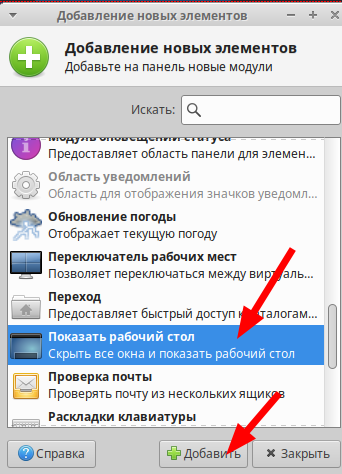 Добавление новых элементов
Добавление новых элементов
Добавьте на панель новые модули
Искать:
Модуль оповещений статуса
Предоставляет область панели для элемен...
Область уведомлений
Область для отображения значков уведомл...
Обновление погоды
Отображает текущую погоду
Переключатель рабочих мест
Позволяет переключаться между виртуаль...
Переход
Предоставляет быстрый доступ к каталогам...
Показать рабочий стол
Скрыть все окна и показать рабочий стол
Проверка почты
Проверять почту из нескольких ящиков
Раскладки клавиатуры
Справка
Добавить
Закрыть